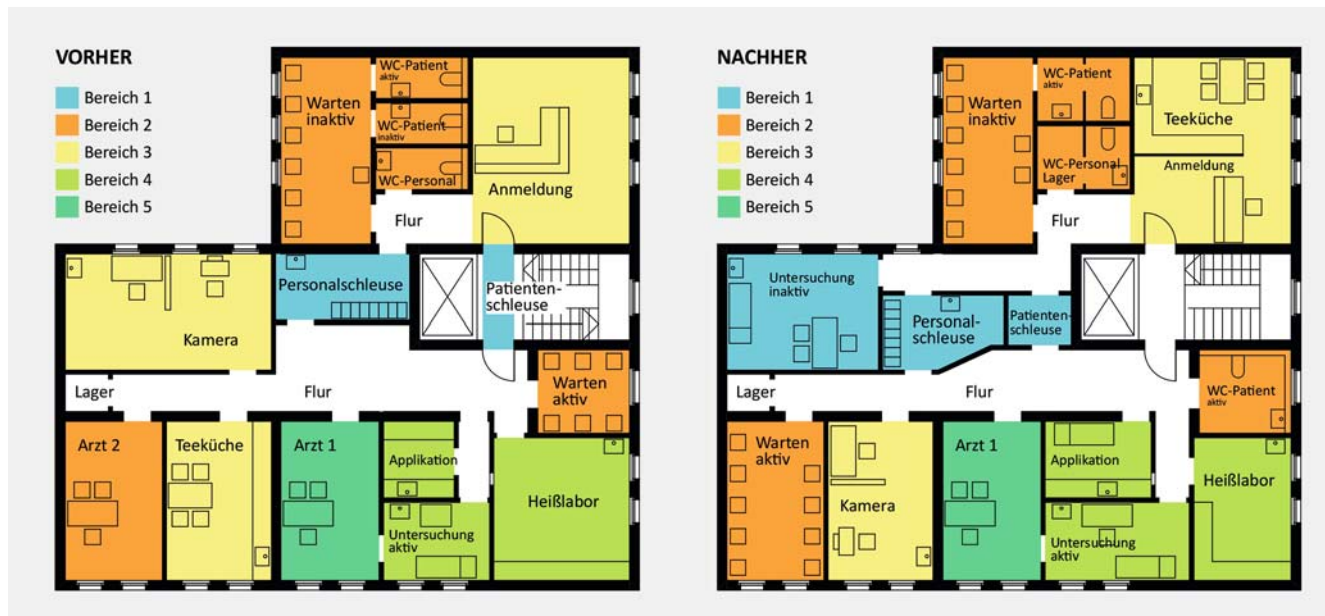 VORHER
Bereich 1
Bereich 2
Bereich 3
Bereich 4
Bereich 5
WC-Patient
aktiv
Warten
inaktiv
WC-Patient
inaktiv
WC-Personal
Anmeldung
Flur
Personalschleuse
Patienten-
schleuse
Kamera
Lager
Flur
Warten
aktiv
Arzt 2
Teeküche
Arzt 1
Applikation
Heißlabor
Untersuchung
aktiv
NACHHER
Bereich 1
Bereich 2
Bereich 3
Bereich 4
Bereich 5
WC-Patient
aktiv
Warten
inaktiv
Teeküche
WC-Personal
Lager
Anmeldung
Flur
Untersuchung
inaktiv
Personal-
schleuse
Patienten-
schleuse
Lager
Flur
WC-Patient
aktiv
Warten
aktiv
Kamera
Arzt 1
Applikation
Heißlabor
Untersuchung
aktiv